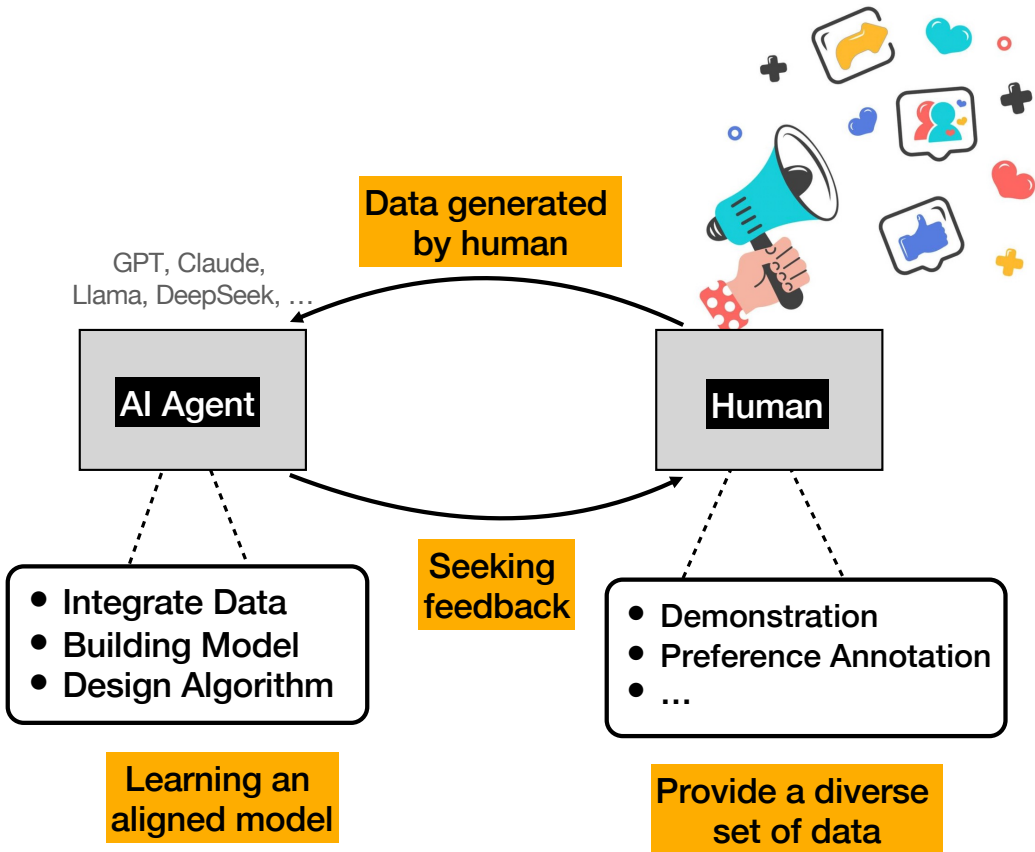 Data generated
by human
GPT, Claude,
Llama, DeepSeek, ...
AI Agent
Human
Seeking
feedback
• Integrate Data
• Building Model
• Design Algorithm
• Demonstration
• Preference Annotation
• ...
Learning an
aligned model
Provide a diverse
set of data